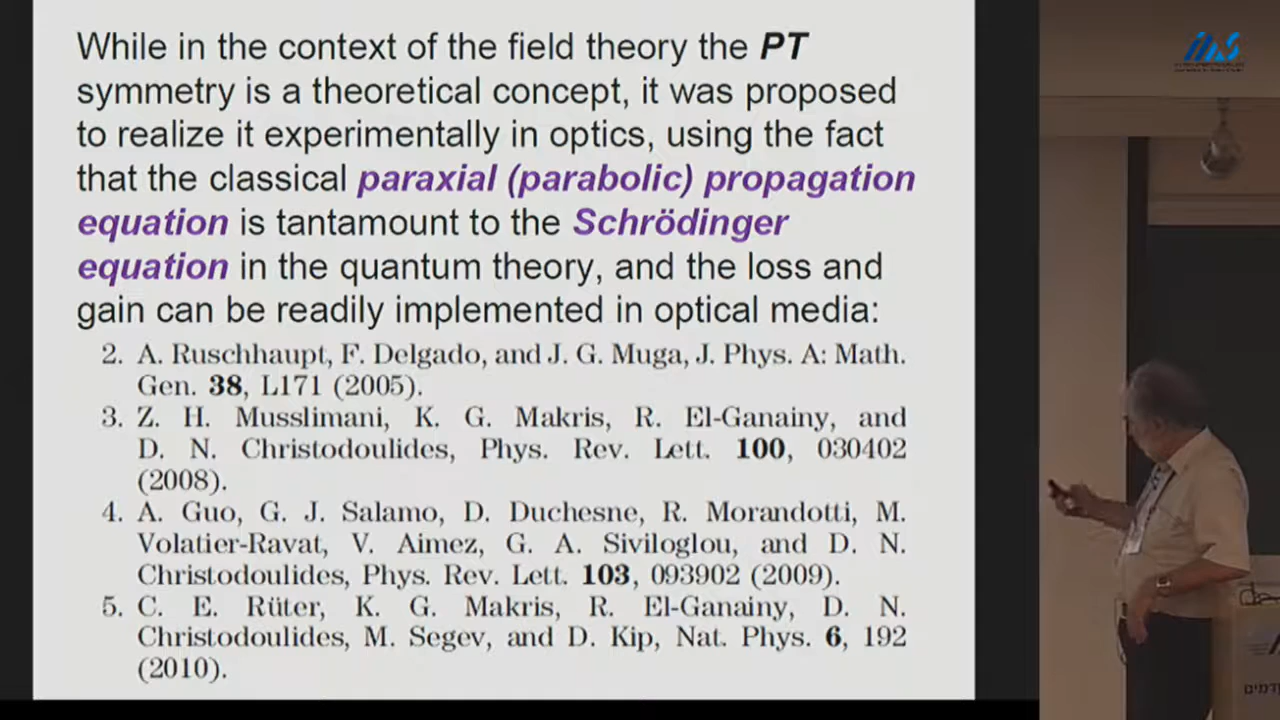 While in the context of the field theory the PT
symmetry is a theoretical concept, it was proposed
to realize it experimentally in optics, using the fact
that the classical paraxial (parabolic) propagation
equation is tantamount to the Schrödinger
equation in the quantum theory, and the loss and
gain can be readily implemented in optical media:
2. A. Ruschhaupt, F. Delgado, and J. G. Muga, J. Phys. A: Math.
Gen. 38, L171 (2005).
3. Z. H. Musslimani, K. G. Makris, R. El-Ganainy, and
D. N. Christodoulides, Phys. Rev. Lett. 100, 030402
(2008).
4. A. Guo, G. J. Salamo, D. Duchesne, R. Morandotti, M.
Volatier-Ravat, V. Aimez, G. A. Siviloglou, and D. N.
Christodoulides, Phys. Rev. Lett. 103, 093902 (2009).
5. C. E. Rüter, K. G. Makris, R. El-Ganainy, D. N.
Christodoulides, M. Segev, and D. Kip, Nat. Phys. 6, 192
(2010).